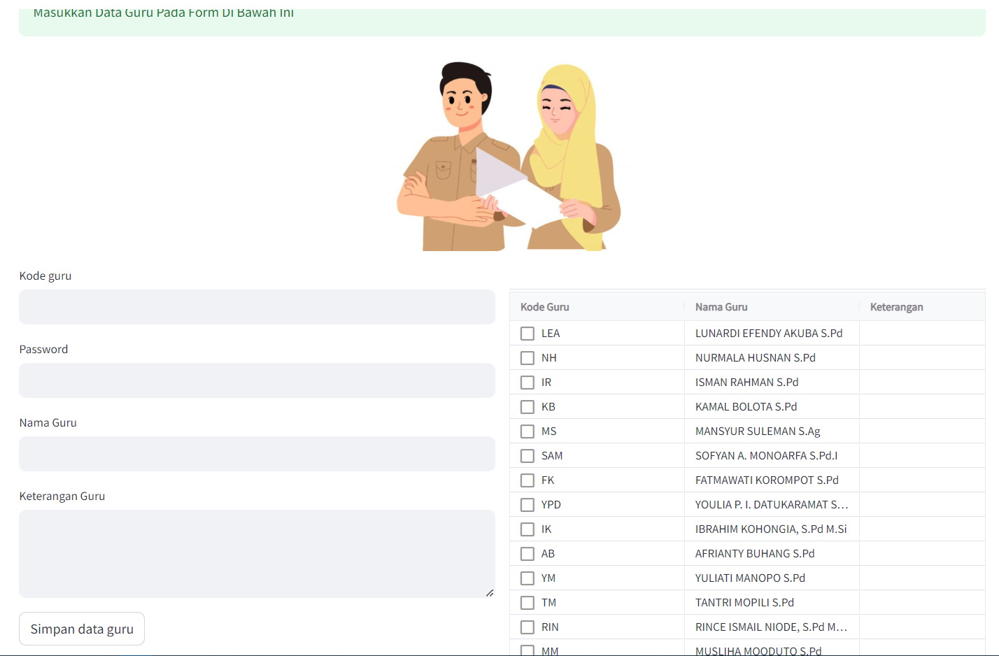 Masukkan Data Guru Pada Form Di Bawah Ini
Kode guru
Password
Nama Guru
Keterangan Guru
Simpan data guru
Kode Guru Nama Guru Keterangan
LEA LUNARDI EFENDY AKUBA S.Pd
NH NURMALA HUSNAN S.Pd
IR ISMAN RAHMAN S.Pd
KB KAMAL BOLOTA S.Pd
MS MANSYUR SULEMAN S.Ag
SAM SOFYAN A. MONOARFA S.Pd.I
FK FATMAWATI KOROMPOT S.Pd
YPD YOULIA P. I. DATUKARAMAT S...
IK IBRAHIM KOHONGIA, S.Pd M.Si
AB AFRIANTY BUHANG S.Pd
YM YULIATI MANOPO S.Pd
TM TANTRI MOPILI S.Pd
RIN RINCE ISMAIL NIODE, S.Pd M...
MM MUSLIHA MOODUTO S.Pd